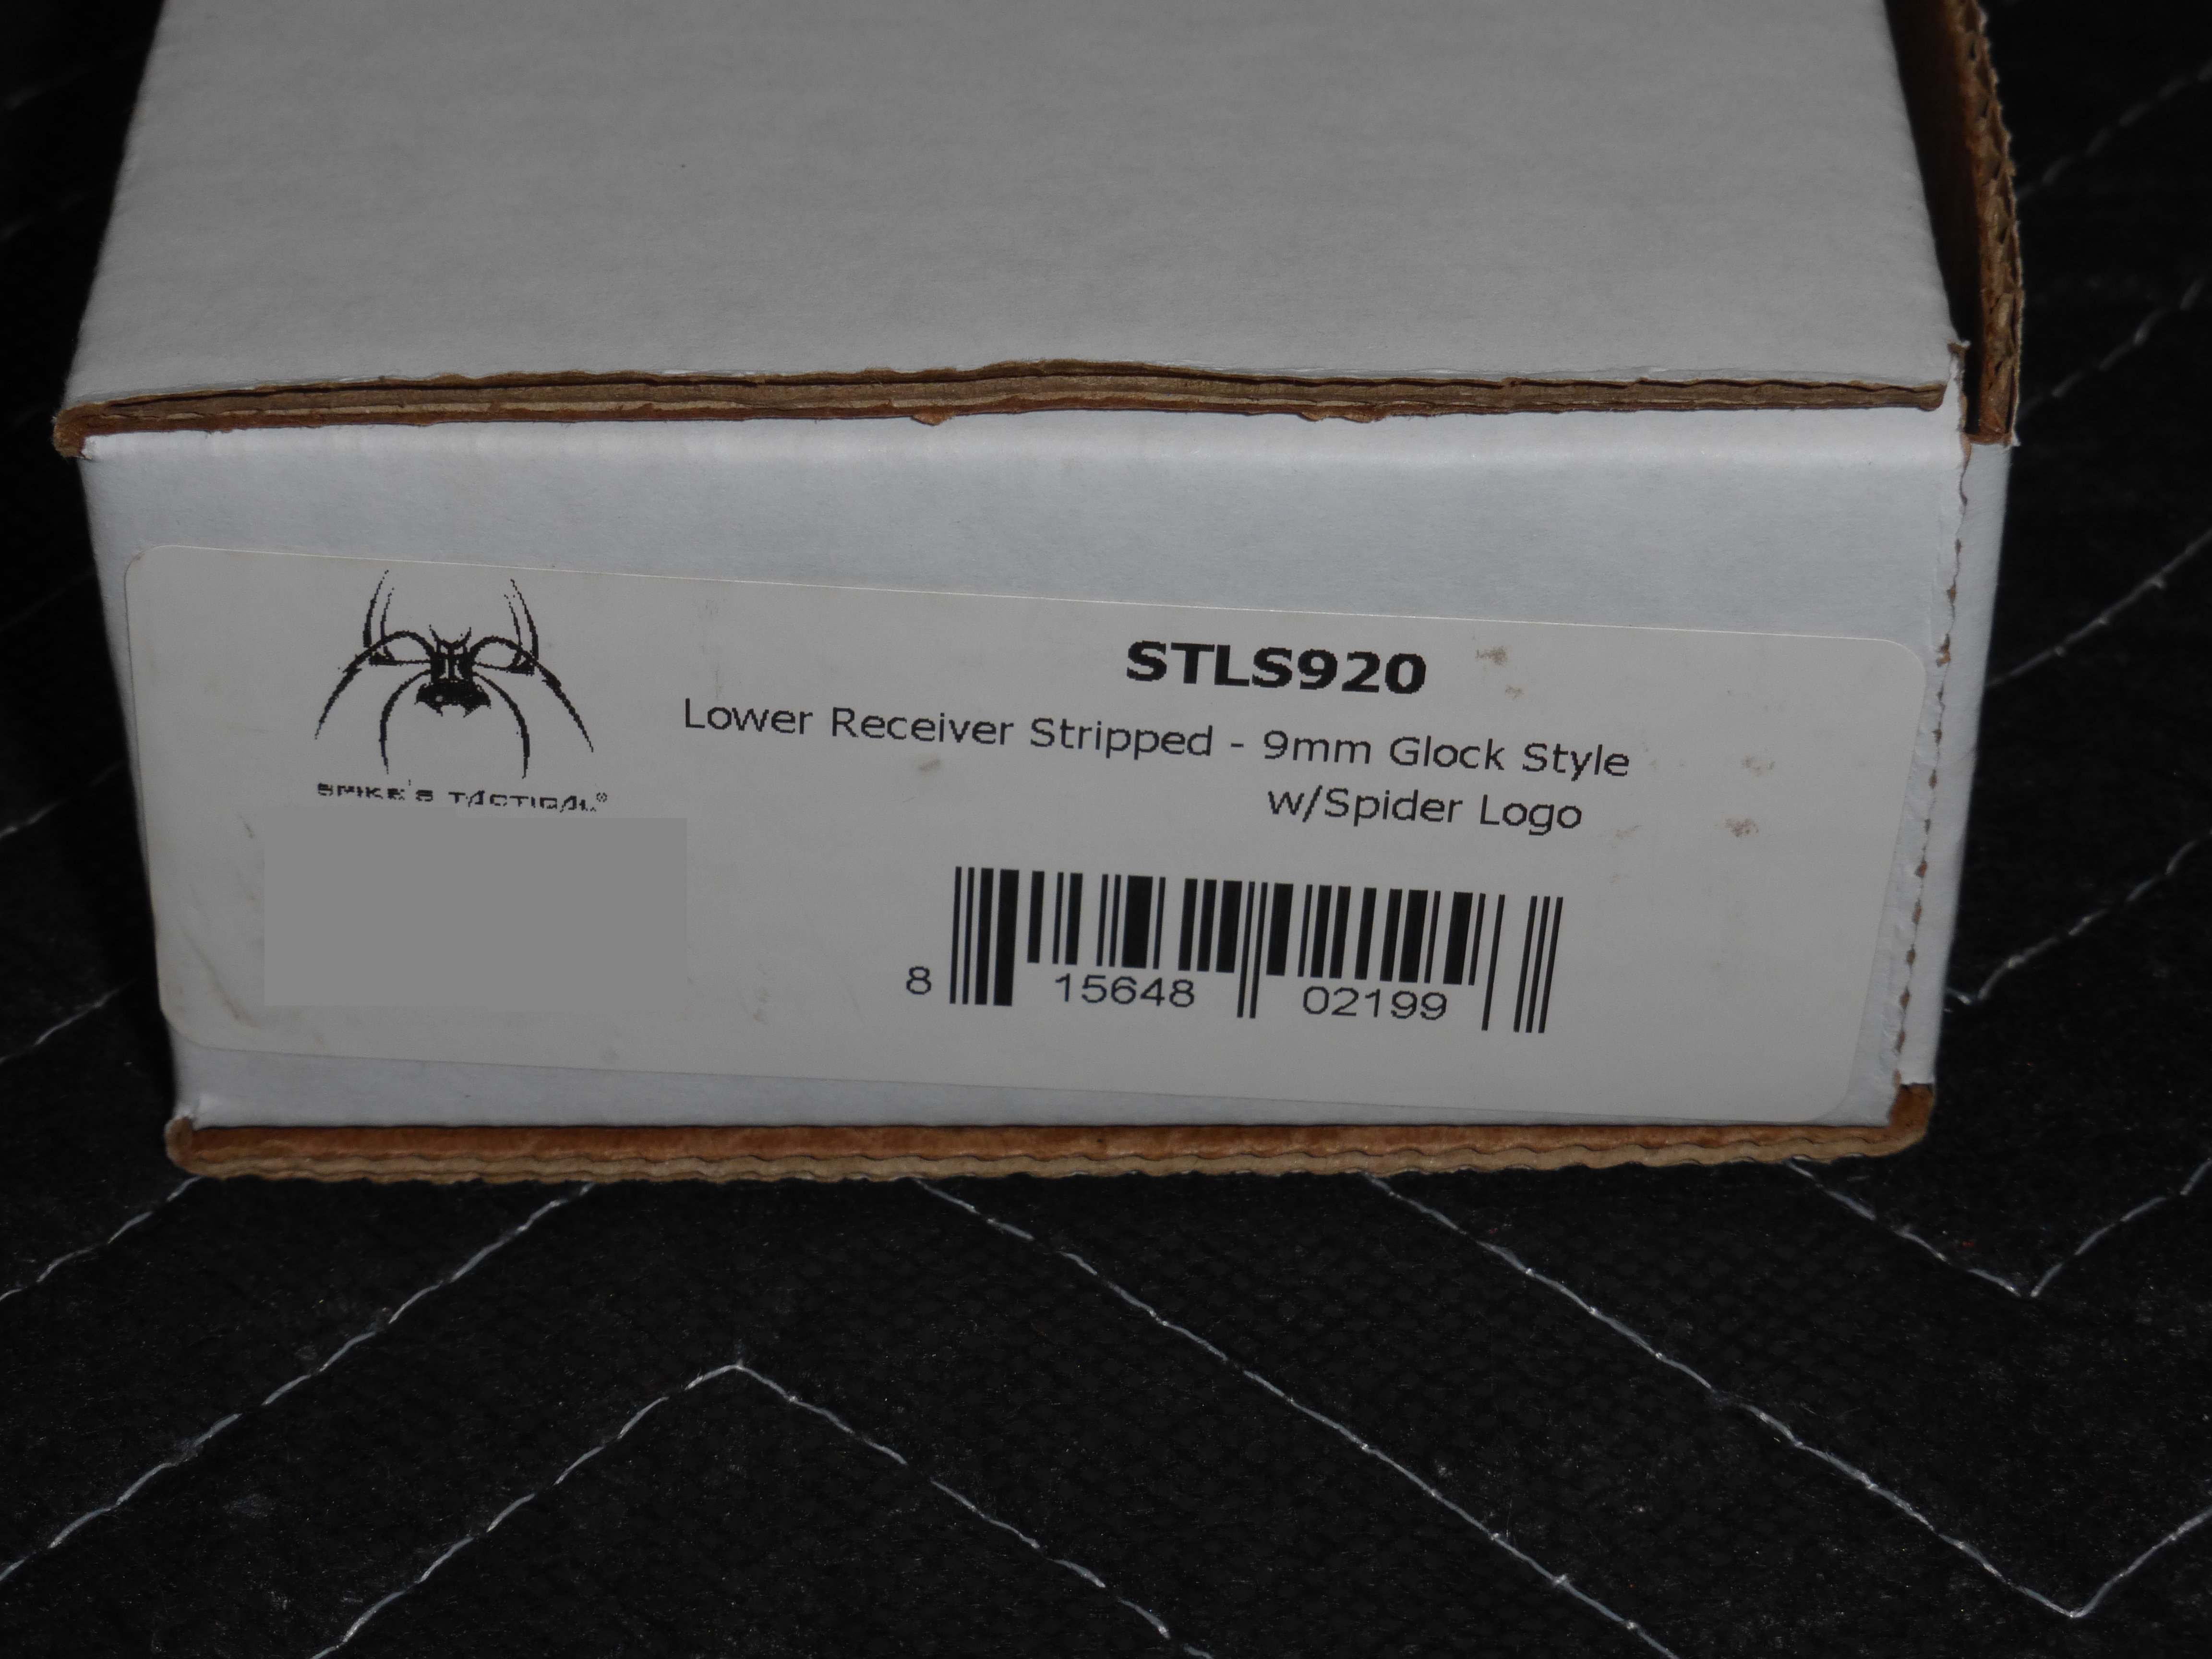 SPIKE'S TACTICAL®
STLS920
Lower Receiver Stripped - 9mm Glock Style
w/Spider Logo
8 15648 02199